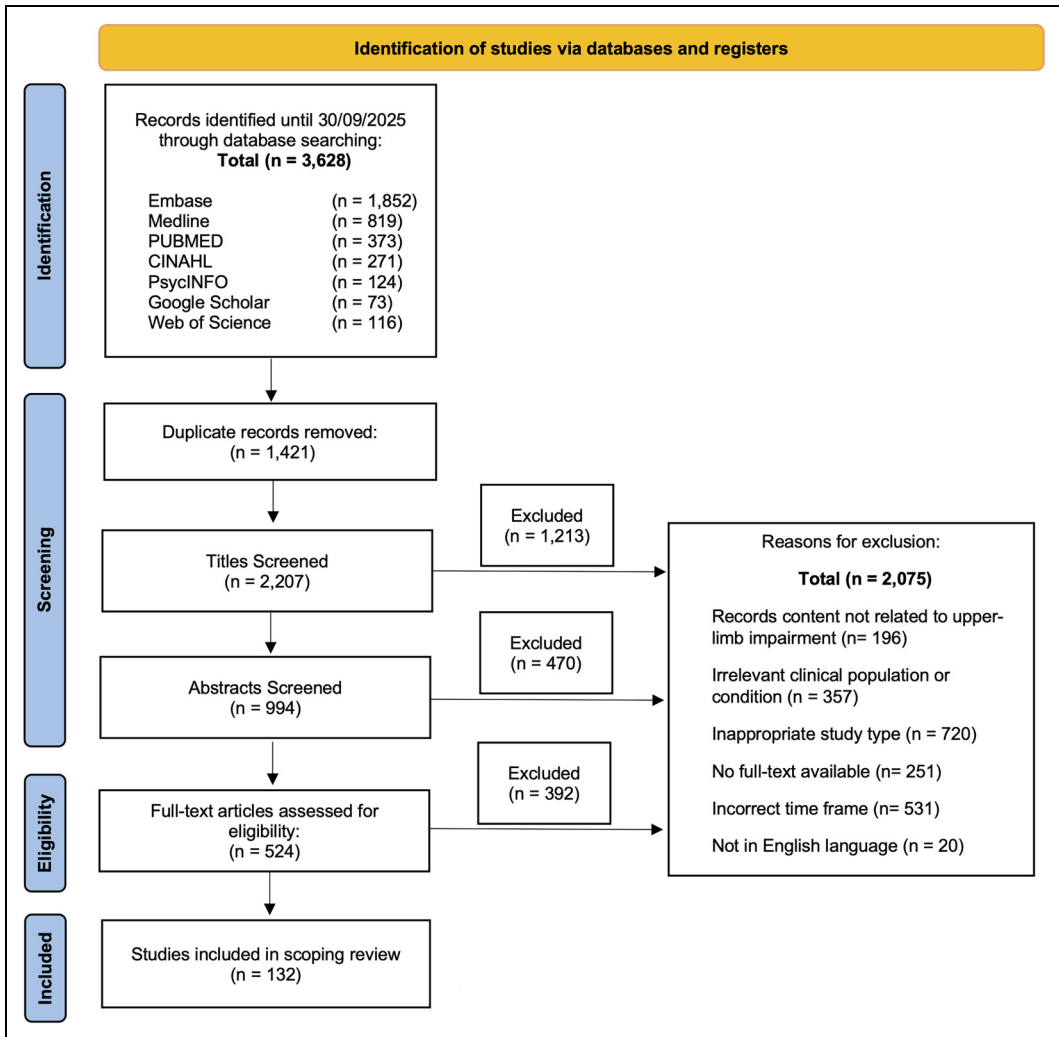 Identification of studies via databases and registers
Identification
Records identified until 30/09/2025
through database searching:
Total (n = 3,628)
Embase (n = 1,852)
Medline (n = 819)
PUBMED (n = 373)
CINAHL (n = 271)
PsycINFO (n = 124)
Google Scholar (n = 73)
Web of Science (n = 116)
Screening
Duplicate records removed:
(n = 1,421)
Titles Screened
(n = 2,207)
Excluded
(n = 1,213)
Abstracts Screened
(n = 994)
Excluded
(n = 470)
Reasons for exclusion:
Total (n = 2,075)
Records content not related to upper-
limb impairment (n= 196)
Irrelevant clinical population or
condition (n = 357)
Inappropriate study type (n = 720)
No full-text available (n= 251)
Incorrect time frame (n= 531)
Not in English language (n = 20)
Eligibility
Full-text articles assessed for
eligibility:
(n = 524)
Excluded
(n = 392)
Included
Studies included in scoping review
(n = 132)